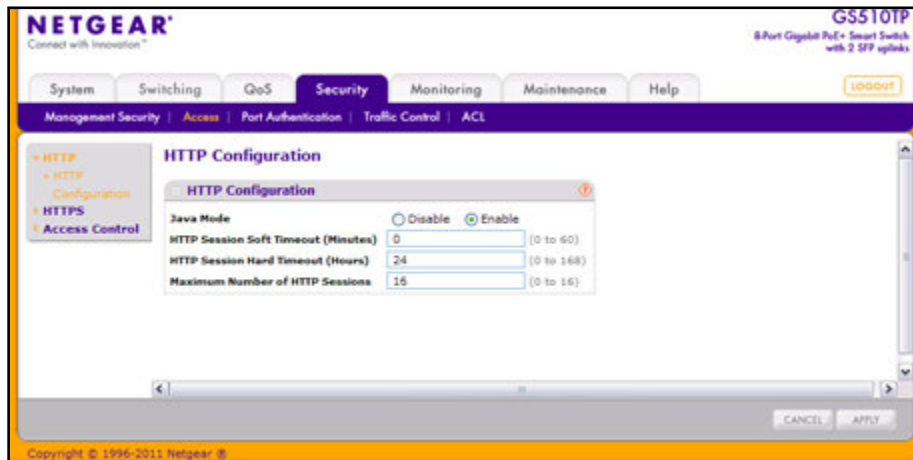 NETGEAR®
Connect with Innovation™
GS510TP
8-Port Gigabit PoE+ Smart Switch
with 2 SFP uplinks
System
Switching
QoS
Security
Monitoring
Maintenance
Help
LOGOUT
Management Security | Access | Port Authentication | Traffic Control | ACL
HTTP
HTTP
Configuration
HTTPS
Access Control
HTTP Configuration
HTTP Configuration
Java Mode Disable Enable
HTTP Session Soft Timeout (Minutes) 0 (0 to 60)
HTTP Session Hard Timeout (Hours) 24 (0 to 168)
Maximum Number of HTTP Sessions 16 (0 to 16)
CANCEL
APPLY
Copyright © 1996-2011 Netgear ®